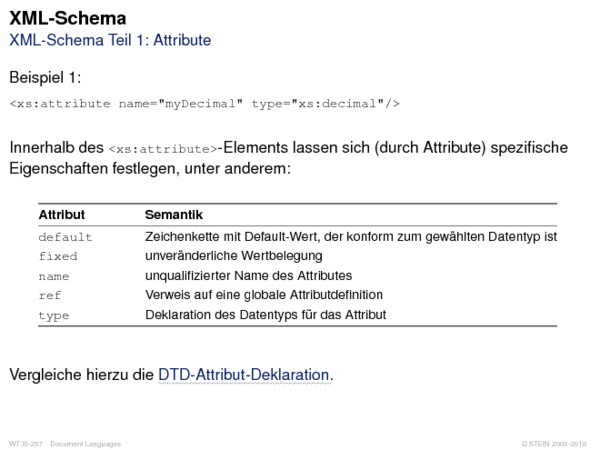 XML-Schema
XML-Schema Teil 1: Attribute
Beispiel 1:
<xs:attribute name="myDecimal" type="xs:decimal"/>
Innerhalb des <xs:attribute>-Elements lassen sich (durch Attribute) spezifische
Eigenschaften festlegen, unter anderem:
Attribut Semantik
default Zeichenkette mit Default-Wert, der konform zum gewählten Datentyp ist
fixed unveränderliche Wertbelegung
name unqualifizierter Name des Attributes
ref Verweis auf eine globale Attributdefinition
type Deklaration des Datentyps für das Attribut
Vergleiche hierzu die DTD-Attribut-Deklaration.
WT:III-257 Document Languages © STEIN 2005-2018